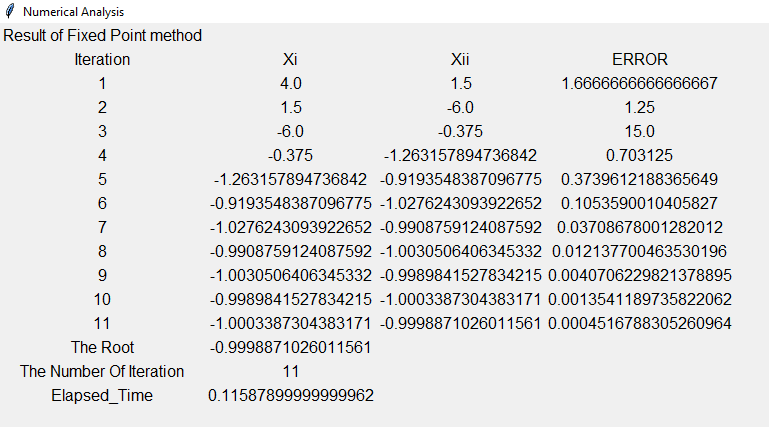 Numerical Analysis
Result of Fixed Point method
Iteration Xi Xii ERROR
1 4.0 1.5 1.6666666666666667
2 1.5 -6.0 1.25
3 -6.0 -0.375 15.0
4 -0.375 -1.263157894736842 0.703125
5 -1.263157894736842 -0.9193548387096775 0.3739612188365649
6 -0.9193548387096775 -1.0276243093922652 0.1053590010405827
7 -1.0276243093922652 -0.9908759124087592 0.03708678001282012
8 -0.9908759124087592 -1.0030506406345332 0.012137700463530196
9 -1.0030506406345332 -0.9989841527834215 0.0040706229821378895
10 -0.9989841527834215 -1.0003387304383171 0.0013541189735822062
11 -1.0003387304383171 -0.9998871026011561 0.0004516788305260964
The Root -0.9998871026011561
The Number Of Iteration 11
Elapsed_Time 0.11587899999999962